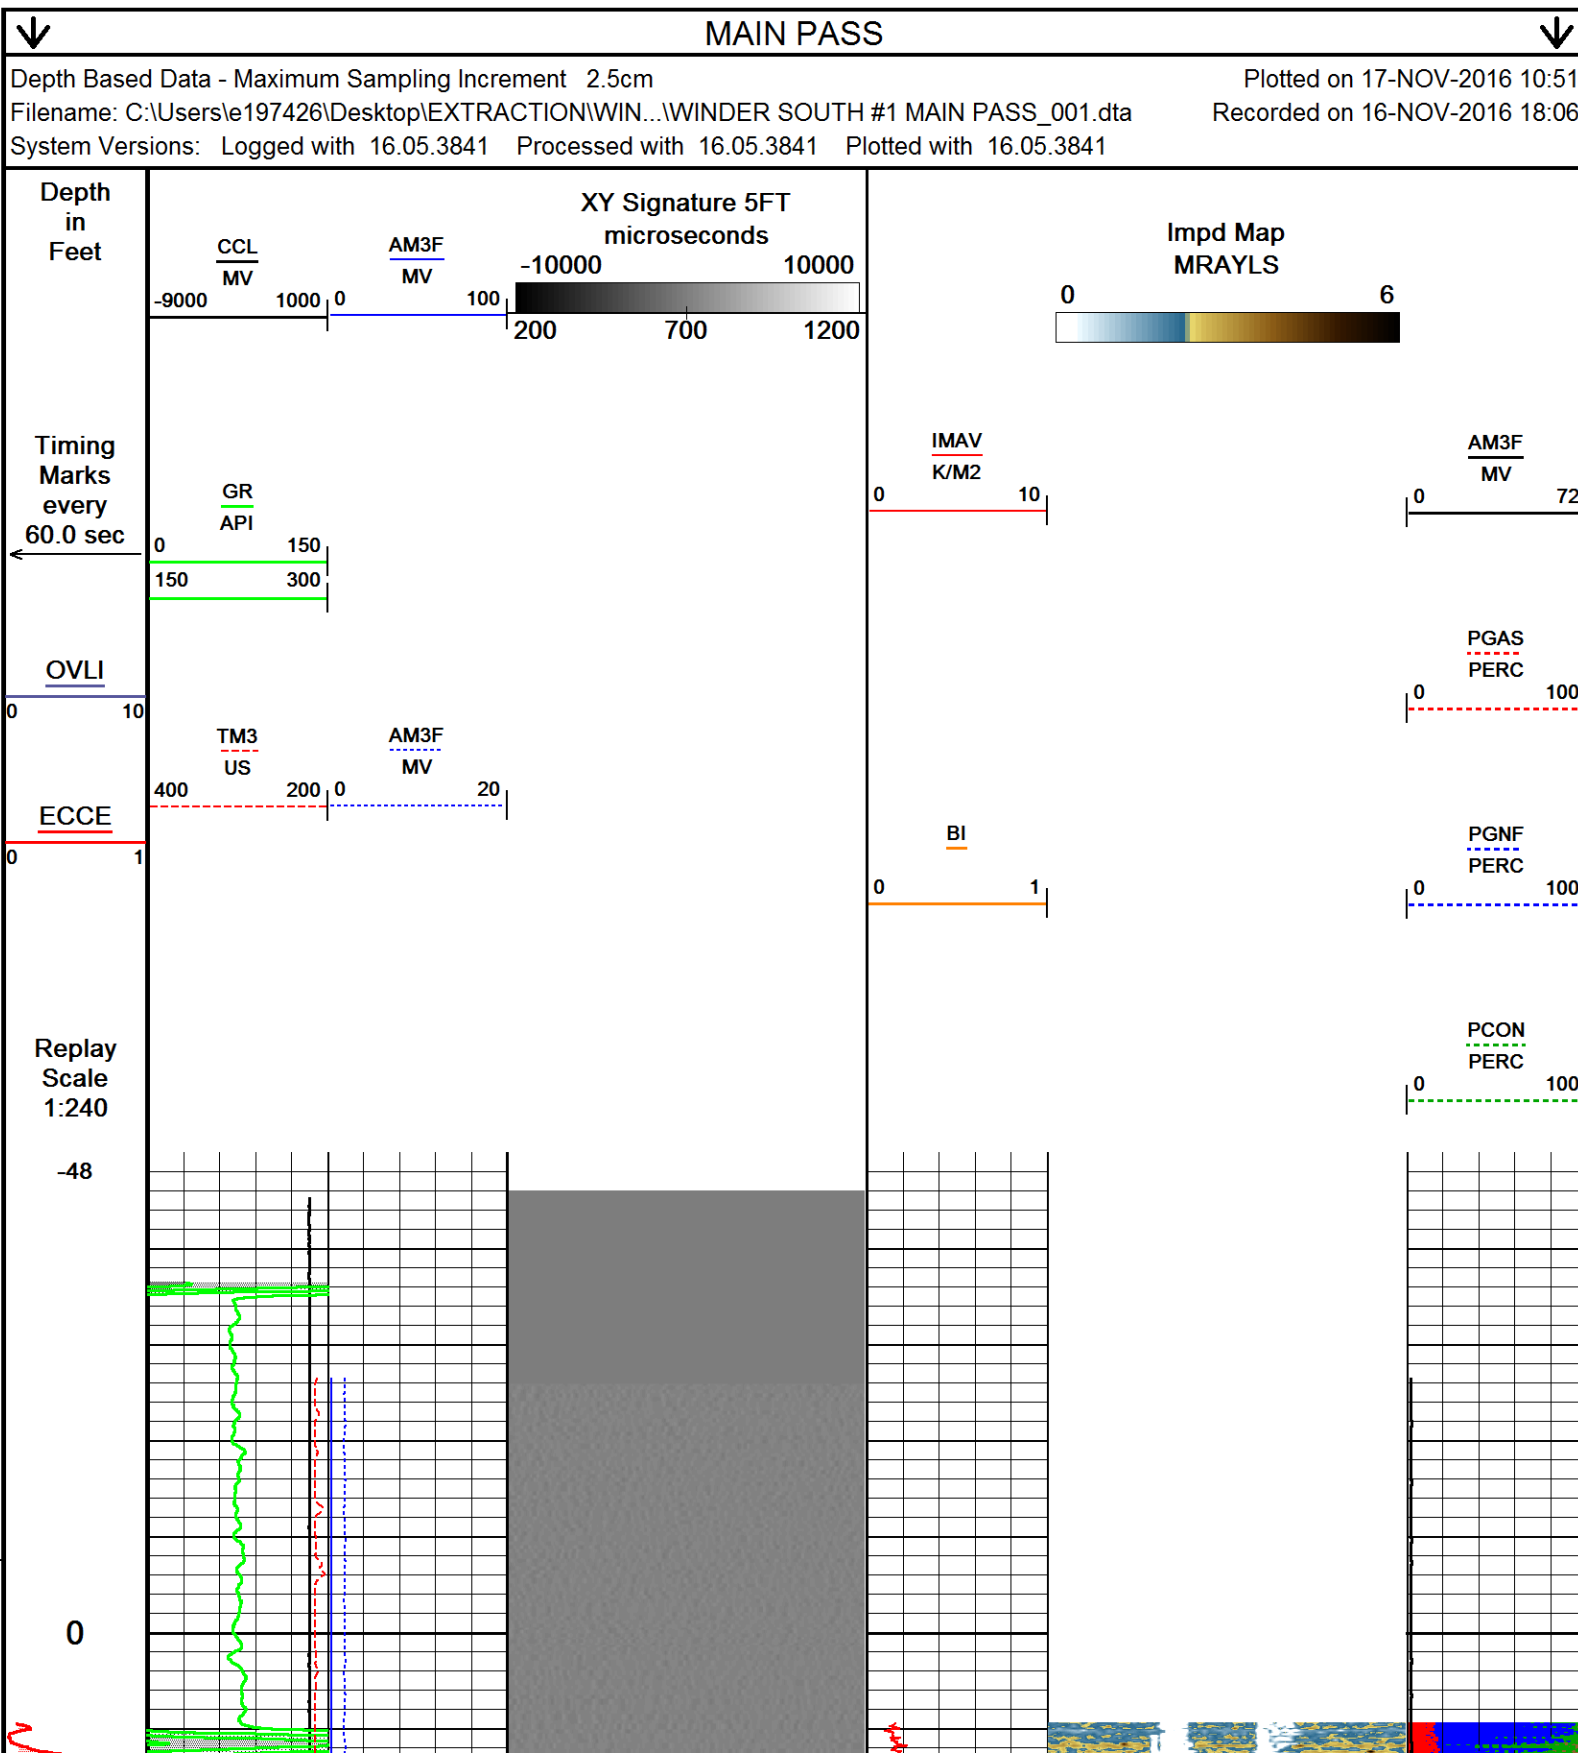 MAIN PASS
Depth Based Data - Maximum Sampling Increment 2.5cm
Plotted on 17-NOV-2016 10:51
Filename: C:\Users\e197426\Desktop\EXTRACTION\WIN...\WINDER SOUTH #1 MAIN PASS_001.dta
Recorded on 16-NOV-2016 18:06
System Versions: Logged with 16.05.3841 Processed with 16.05.3841 Plotted with 16.05.3841
Depth
in
Feet
CCL
MV
-9000 1000
AM3F
MV
0 100
XY Signature 5FT
microseconds
-10000 10000
200 700 1200
Impd Map
MRAYLS
0 6
Timing
Marks
every
60.0 sec
GR
API
0 150
150 300
IMAV
K/M2
0 10
AM3F
MV
0 72
OVLI
0 10
TM3
US
400 200
AM3F
MV
0 20
PGAS
PERC
0 100
ECCE
0 1
BI
0 1
PGNF
PERC
0 100
Replay
Scale
1:240
PCON
PERC
0 100
-48
0